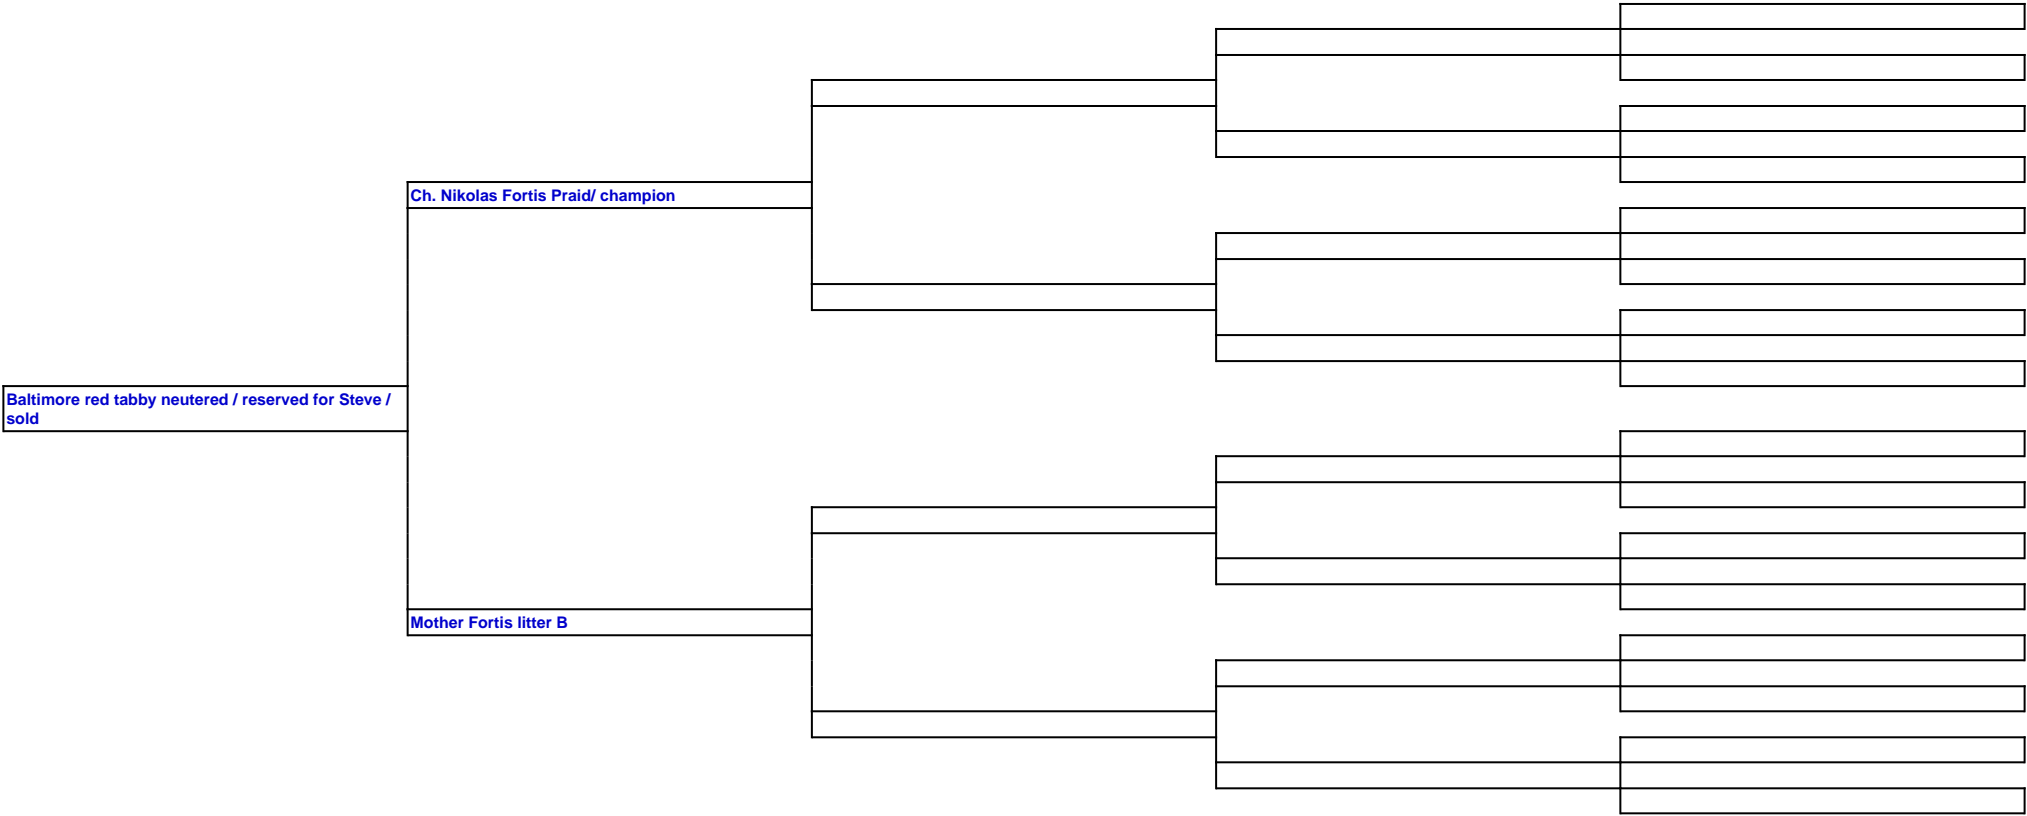 Ch. Nikolas Fortis Praid/ champion
Baltimore red tabby neutered / reserved for Steve /
sold
Mother Fortis litter B